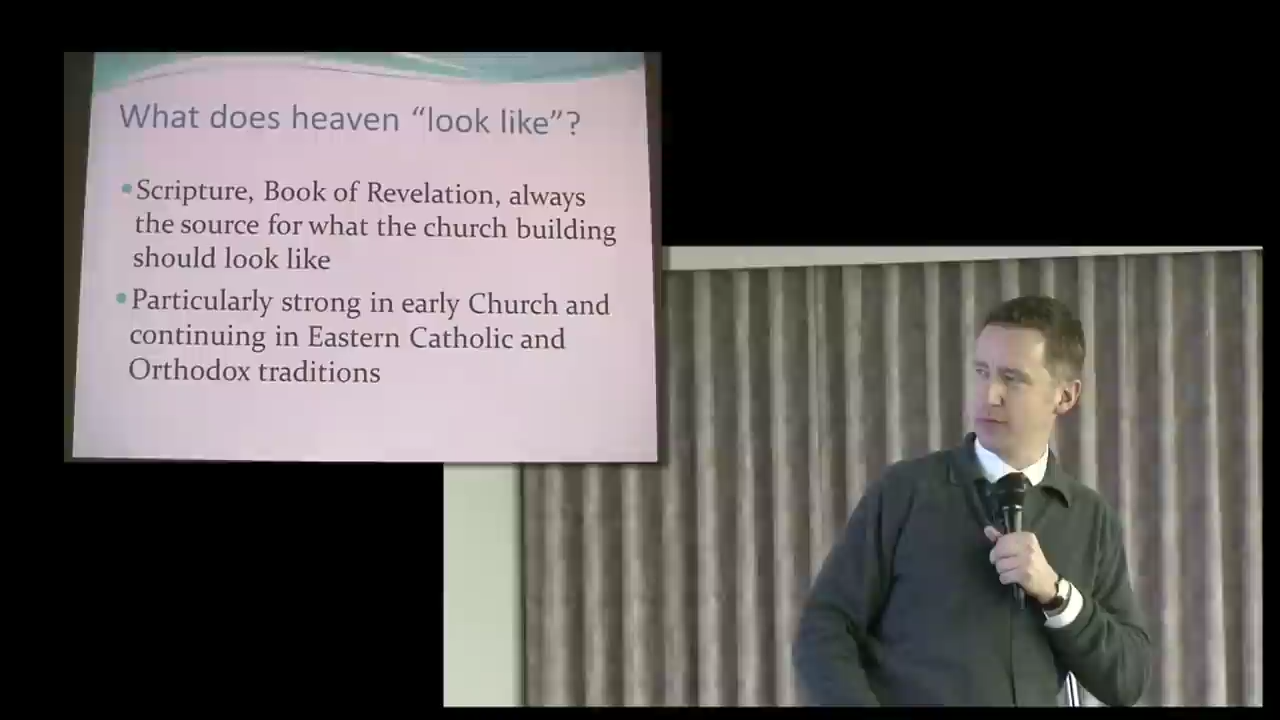 What does heaven “look like”?
•Scripture, Book of Revelation, always
the source for what the church building
should look like
•Particularly strong in early Church and
continuing in Eastern Catholic and
Orthodox traditions